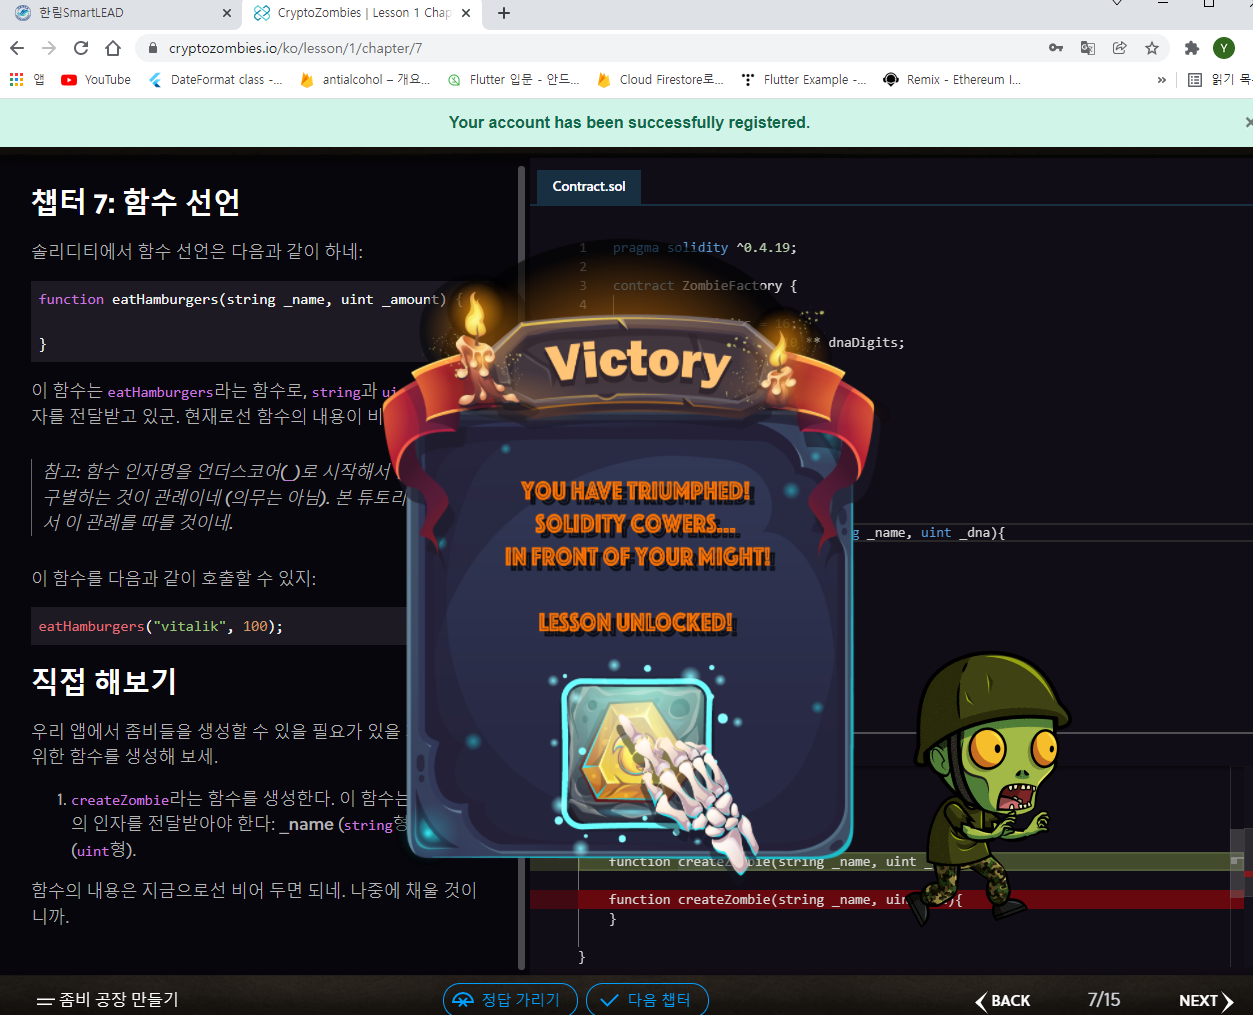 한림SmartLEAD
CryptoZombies | Lesson 1 Chap
cryptozombies.io/ko/lesson/1/chapter/7
Y
앱
YouTube
DateFormat class -...
antialcohol – 개요...
Flutter 입문 - 안드...
Cloud Firestore로...
Flutter Example -...
Remix - Ethereum I...
»
읽기 목
Your account has been successfully registered.
챕터 7: 함수 선언
솔리디티에서 함수 선언은 다음과 같이 하네:
function eatHamburgers(string _name, uint _amount) {
}
이 함수는 eatHamburgers라는 함수로, string과 ui
자를 전달받고 있군. 현재로선 함수의 내용이 비
참고: 함수 인자명을 언더스코어(_)로 시작해서
구별하는 것이 관례이네 (의무는 아님). 본 튜토리
서 이 관례를 따를 것이네.
이 함수를 다음과 같이 호출할 수 있지:
eatHamburgers("vitalik", 100);
직접 해보기
우리 앱에서 좀비들을 생성할 수 있을 필요가 있을
위한 함수를 생성해 보세.
1. createZombie라는 함수를 생성한다. 이 함수는
의 인자를 전달받아야 한다: _name (string형
(uint형).
함수의 내용은 지금으로선 비어 두면 되네. 나중에 채울 것이
니까.
Contract.sol
1 pragma solidity ^0.4.19;
2
3 contract ZombieFactory {
4
= 16;
** dnaDigits;
_name, uint _dna){
Victory
YOU HAVE TRIUMPHED!
SOLIDITY COWERS...
IN FRONT OF YOUR MIGHT!
LESSON UNLOCKED!
function createZombie(string _name, uint _
function createZombie(string _name, uin
){
}
}
좀비 공장 만들기
정답 가리기
다음 챕터
BACK
7/15
NEXT